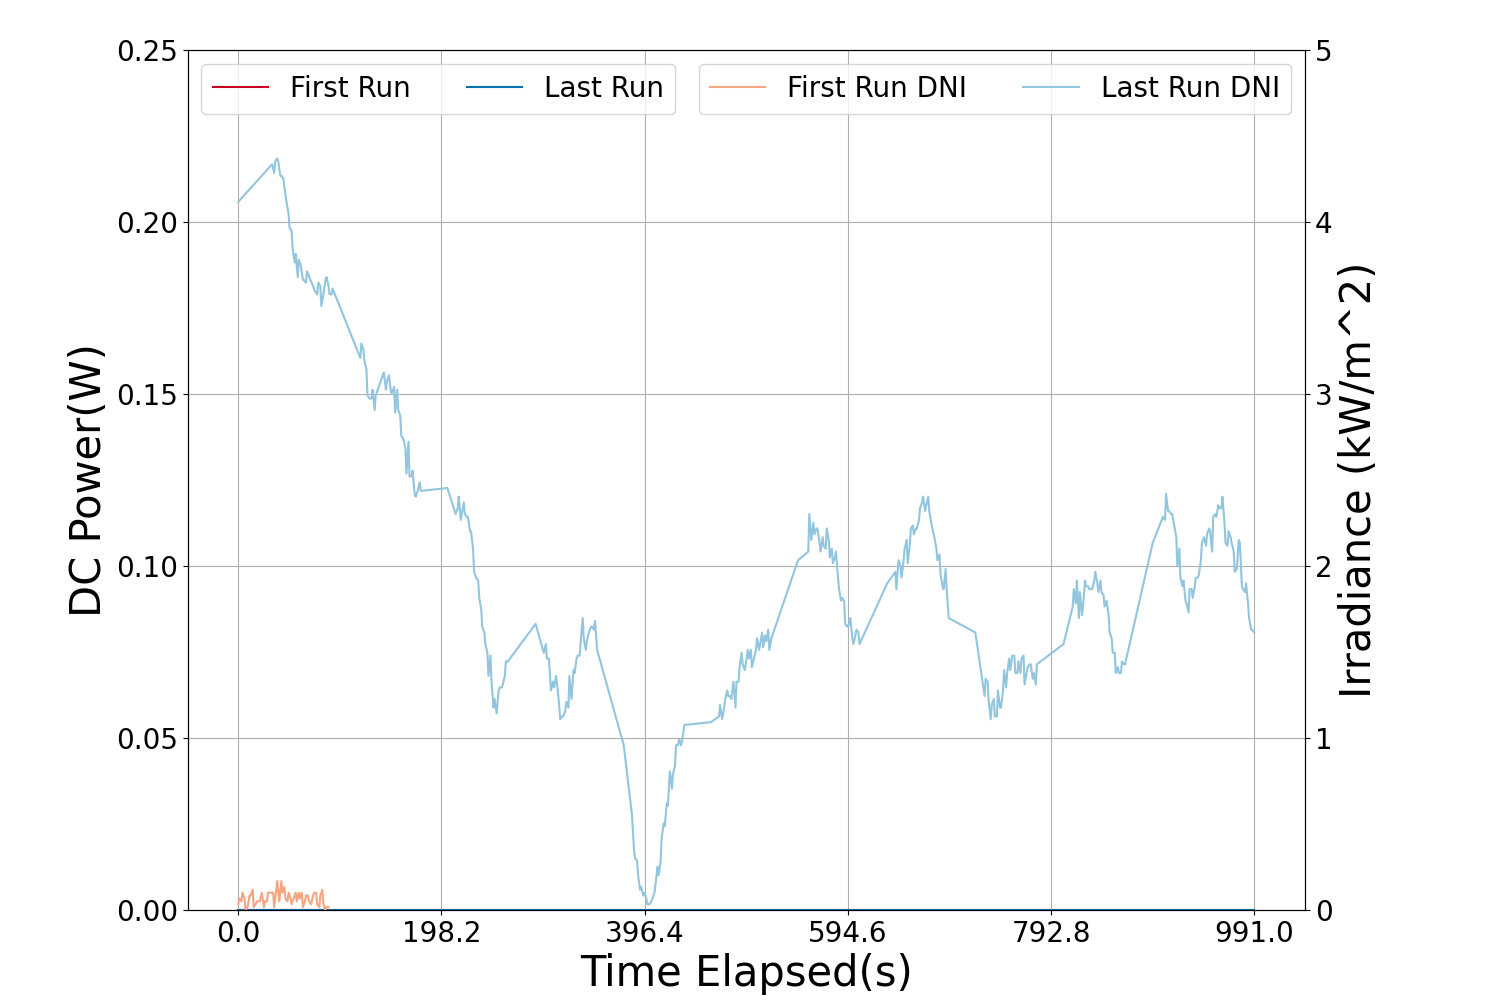 First Run
Last Run
First Run DNI
Last Run DNI
0.25
0.20
0.15
0.10
0.05
0.00
DC Power(W)
5
4
3
2
1
0
Irradiance (kW/m^2)
0.0
198.2
396.4
594.6
792.8
991.0
Time Elapsed(s)